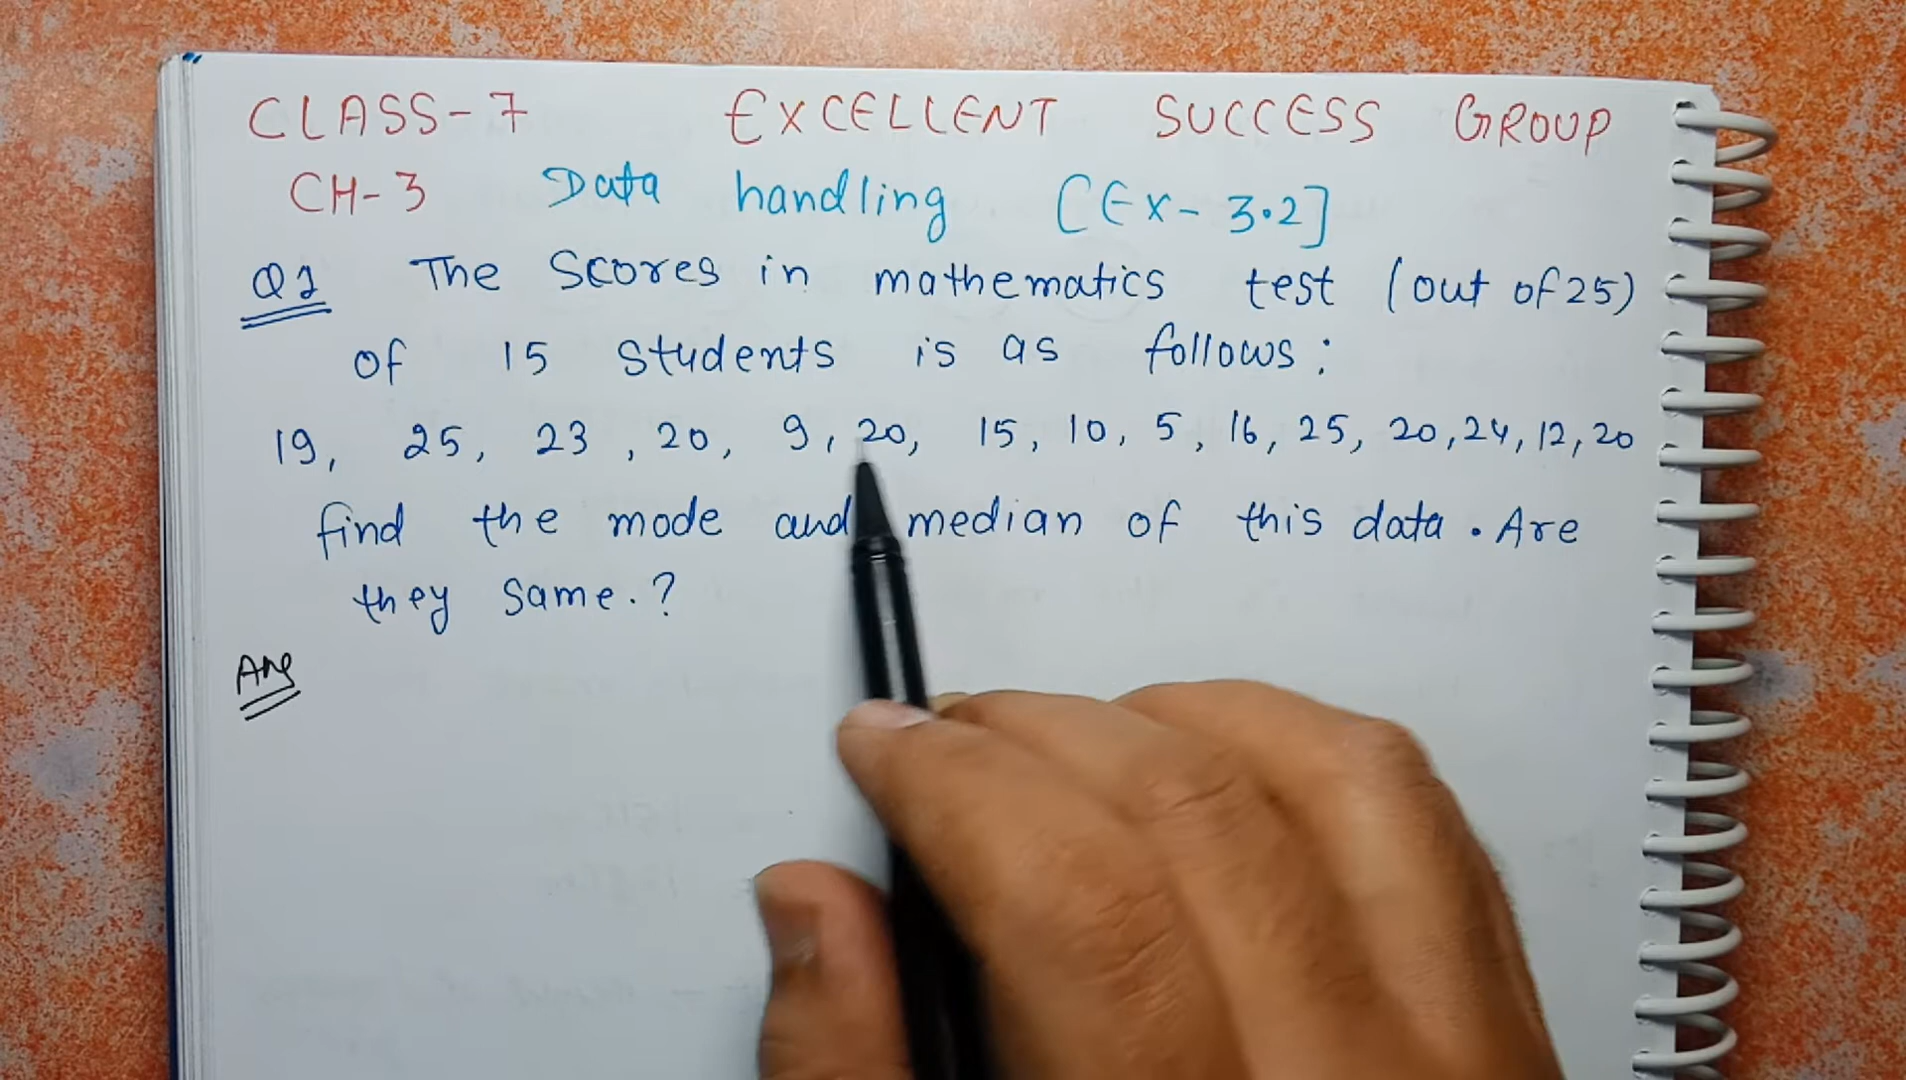 CLASS-7 EXCELLENT SUCCESS GROUP
CH-3 Data handling [Ex-3.2]
Q1 The Scores in mathematics test (out of 25)
of 15 students is as follows:
19, 25, 23, 20, 9, 20, 15, 10, 5, 16, 25, 20, 24, 12, 20
find the mode and median of this data. Are
they same.?
Ans